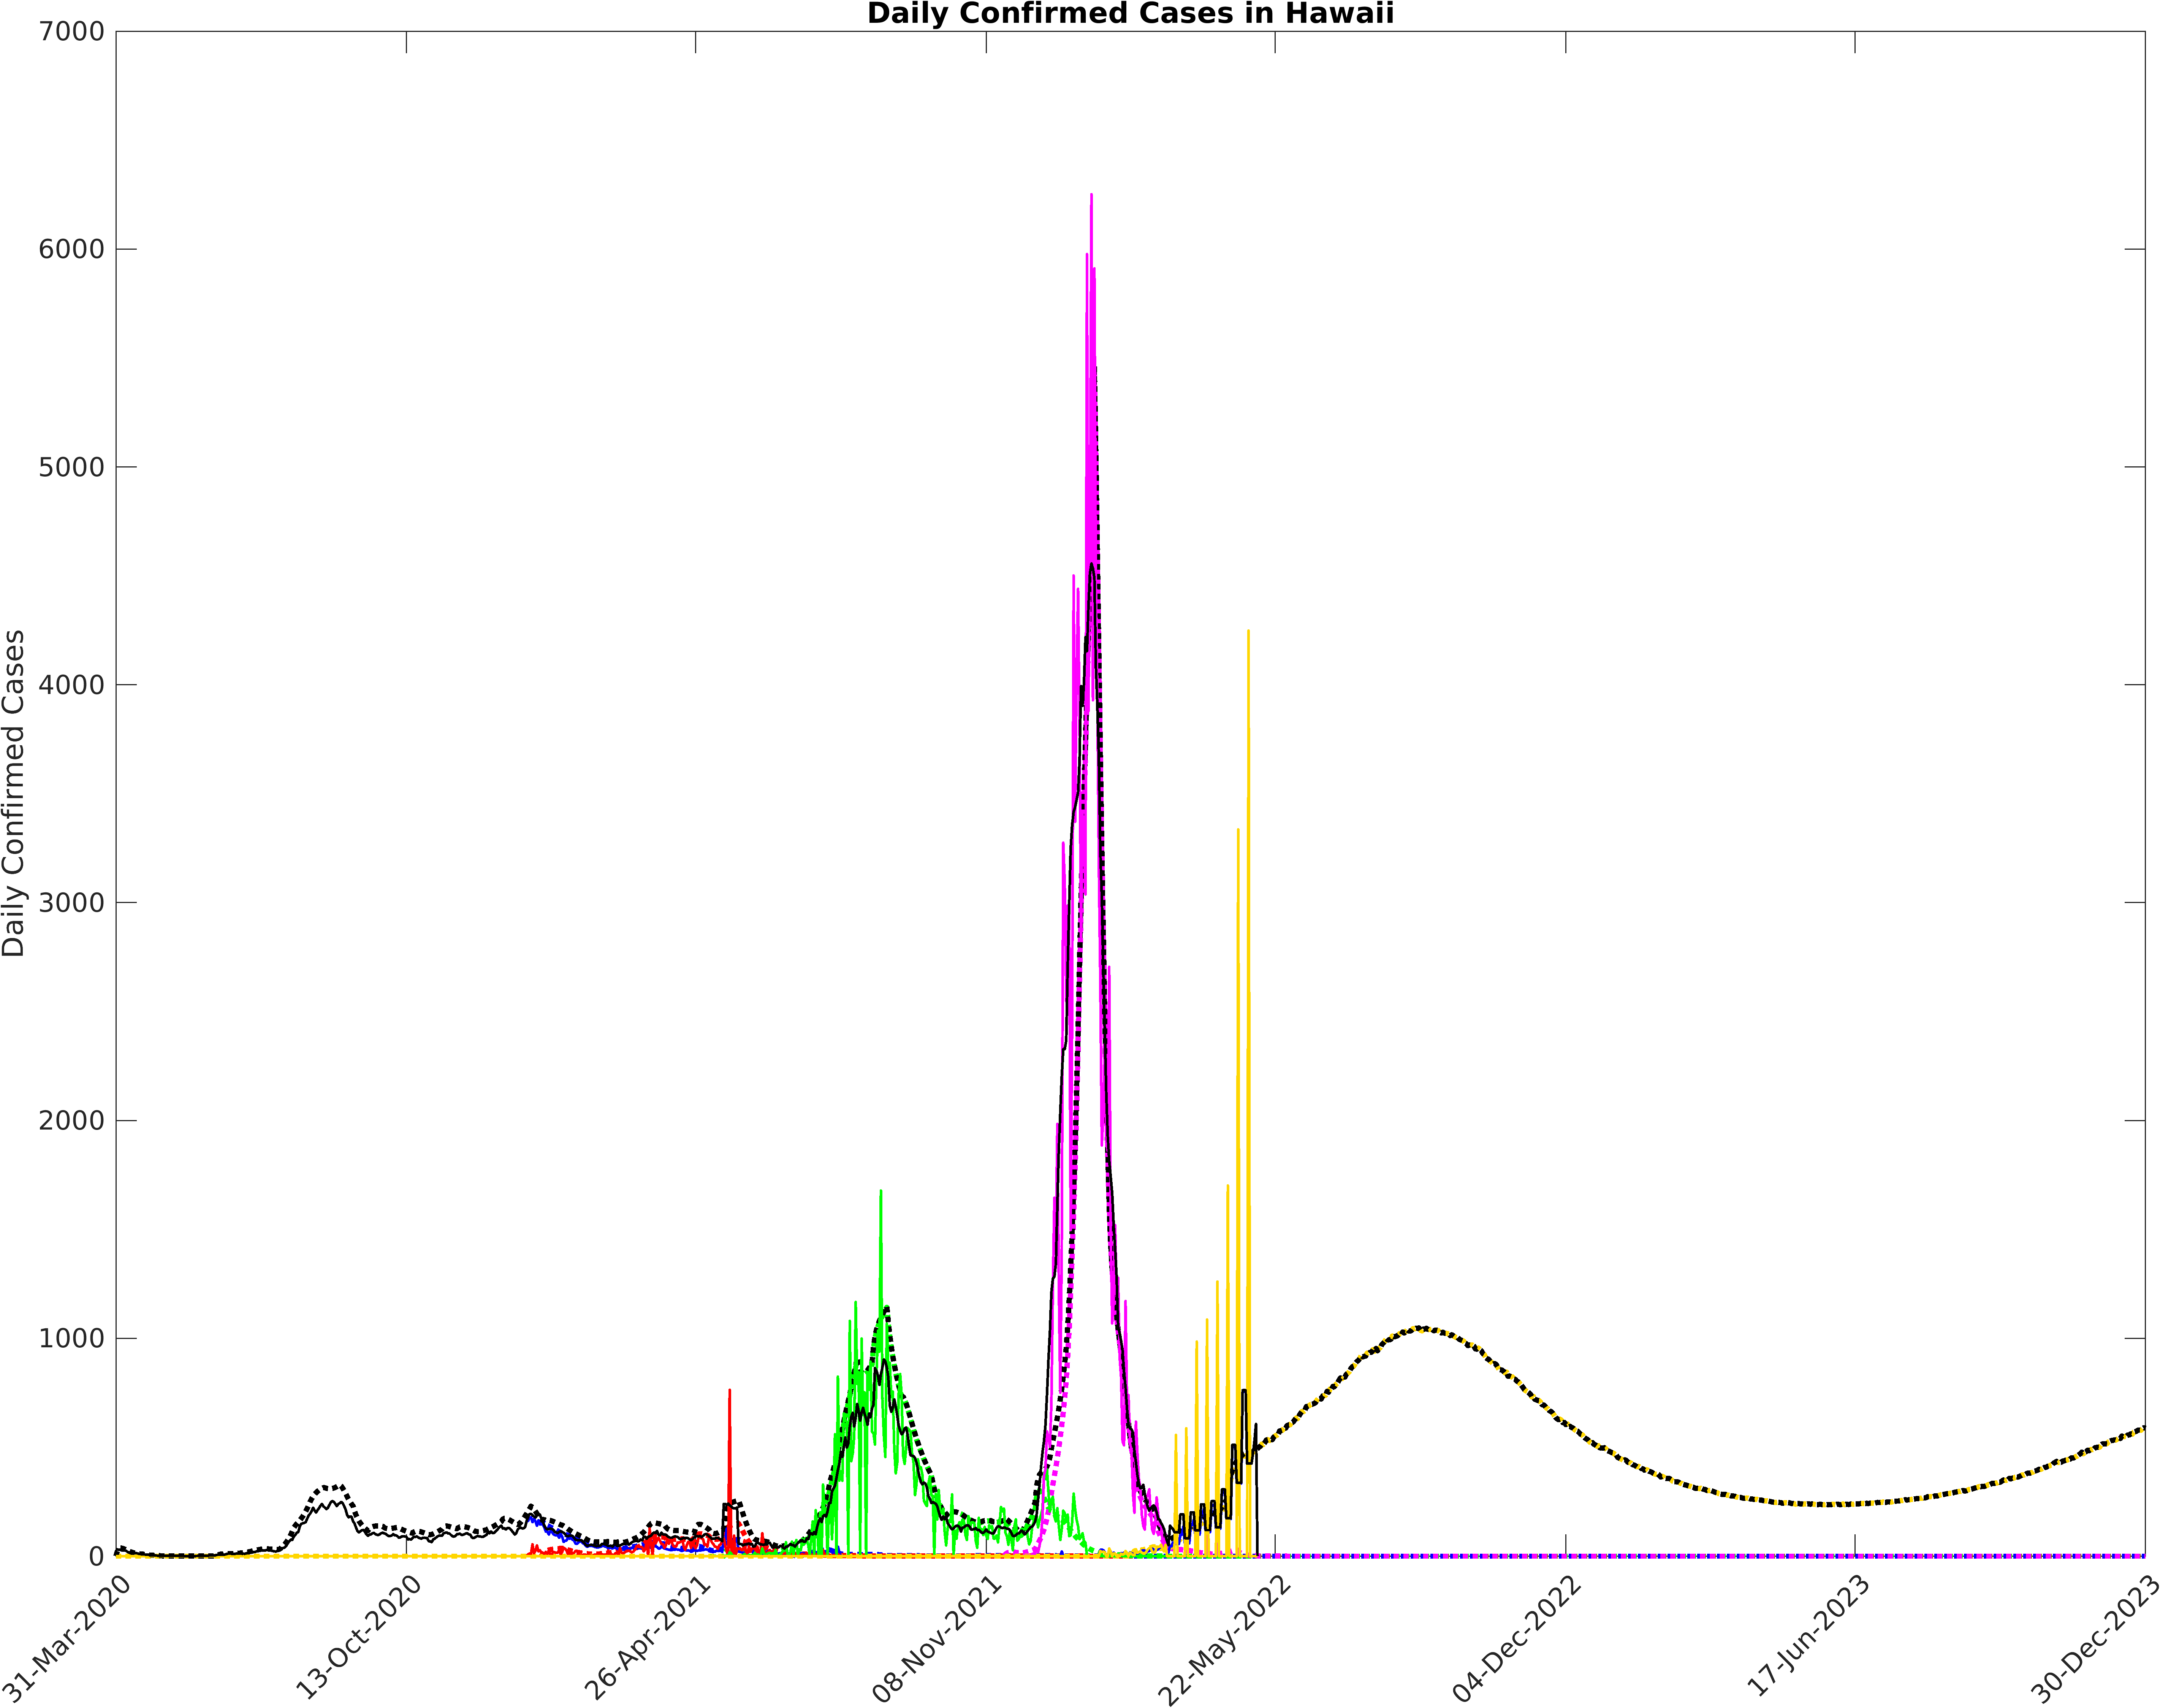 Daily Confirmed Cases in Hawaii
7000
6000
5000
4000
3000
2000
1000
0
Daily Confirmed Cases
31-Mar-2020
13-Oct-2020
26-Apr-2021
08-Nov-2021
22-May-2022
04-Dec-2022
17-Jun-2023
30-Dec-2023